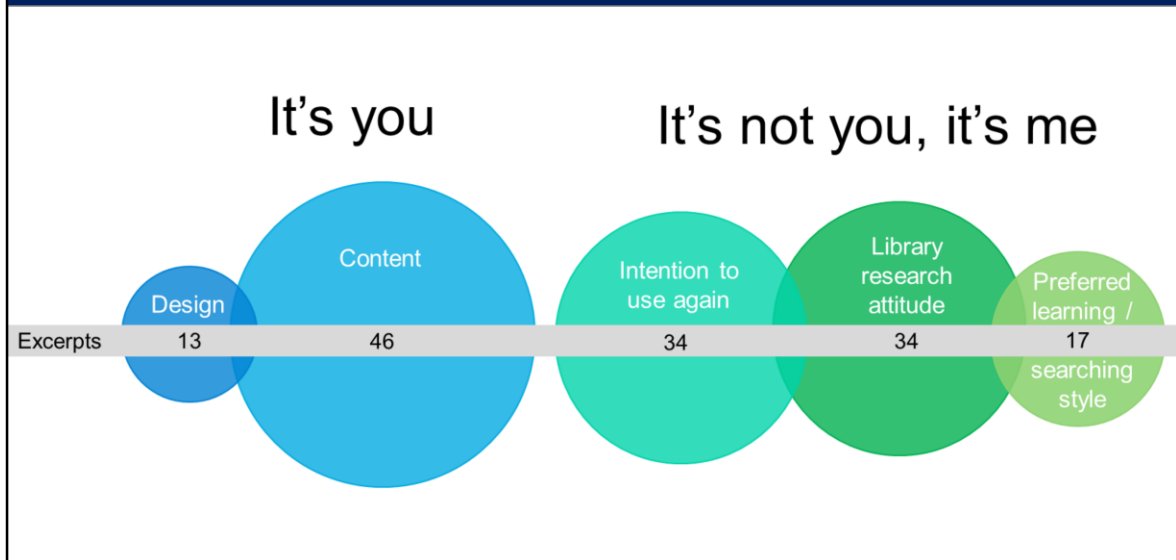 It's you
It's not you, it's me
Design
Content
Intention to
use again
Library
research
attitude
Preferred
learning /
searching
style
Excerpts 13 46 34 34 17